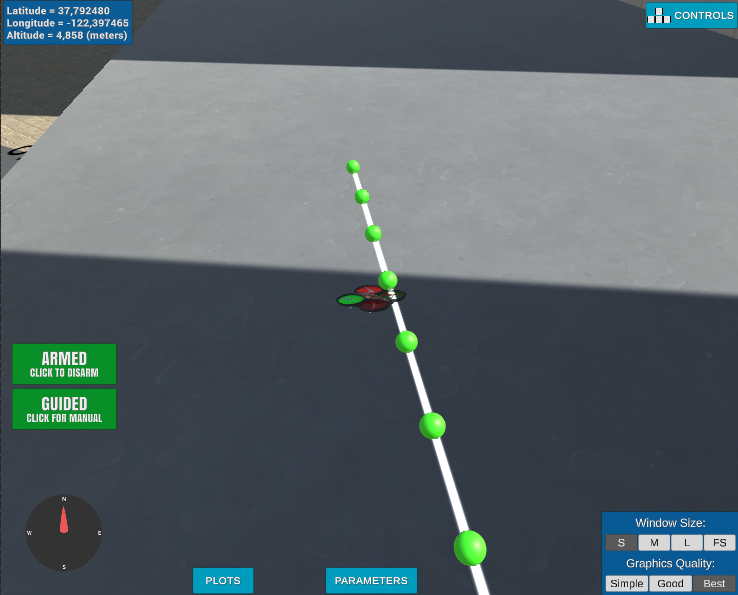 Latitude = 37,792480
Longitude = -122,397465
Altitude = 4,858 (meters)
CONTROLS
ARMED
CLICK TO DISARM
GUIDED
CLICK FOR MANUAL
N
W
E
S
PLOTS
PARAMETERS
Window Size:
S M L FS
Graphics Quality:
Simple Good Best